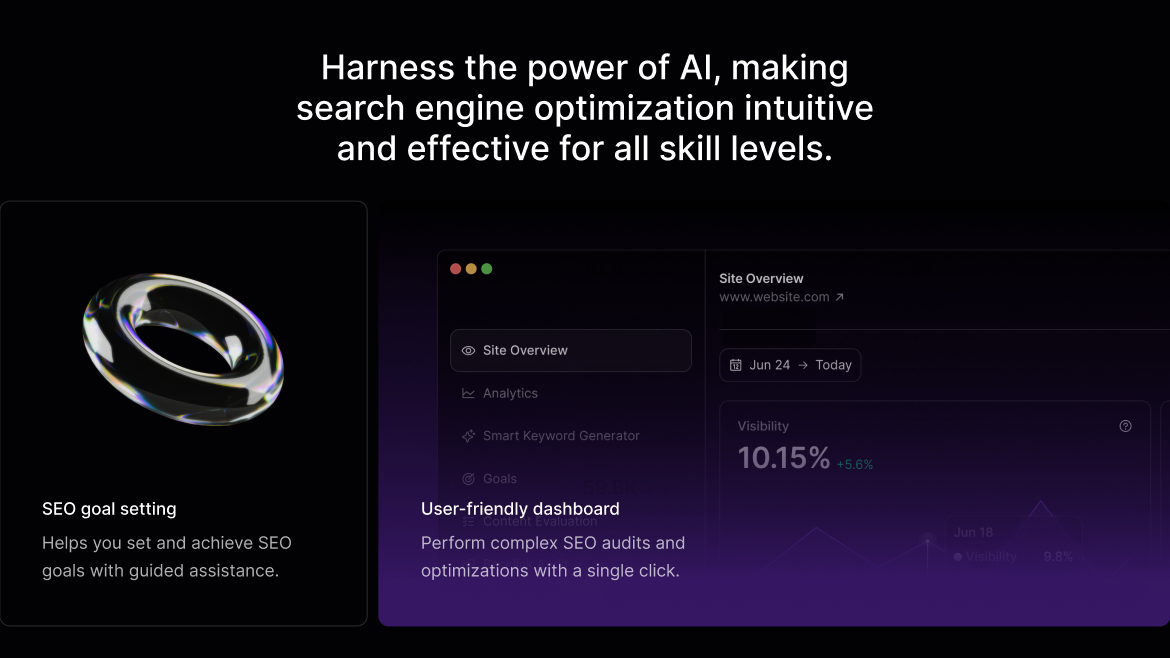 Harness the power of AI, making
search engine optimization intuitive
and effective for all skill levels.
SEO goal setting
Helps you set and achieve SEO
goals with guided assistance.
Site Overview
Analytics
Smart Keyword Generator
Goals
Content Evaluation
User-friendly dashboard
Perform complex SEO audits and
optimizations with a single click.
Site Overview
www.website.com ↗
12 Jun 24 → Today
Visibility
10.15% +5.6%
Jun 18
Visibility 9.8%